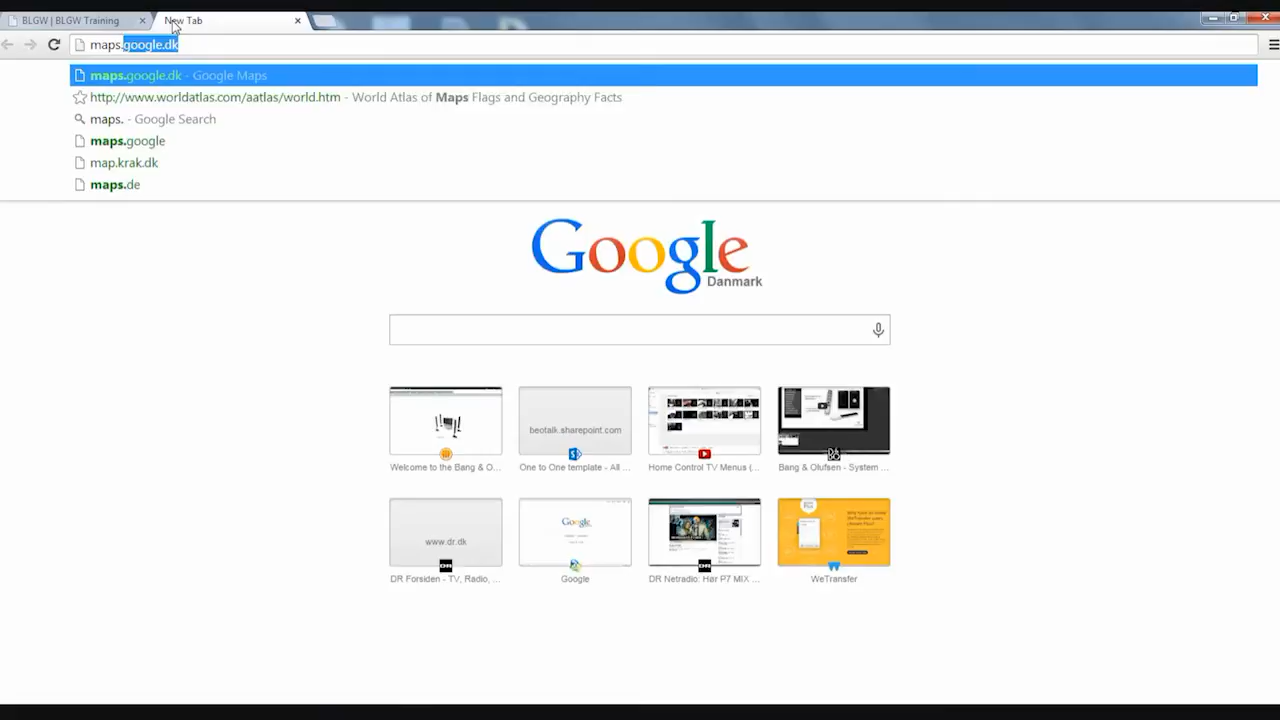 BLGW | BLGW Training
New Tab
maps.google.dk
maps.google.dk - Google Maps
http://www.worldatlas.com/aatlas/world.htm - World Atlas of Maps Flags and Geography Facts
maps. - Google Search
maps.google
map.krak.dk
maps.de
Google
Danmark
beotalk.sharepoint.com
Welcome to the Bang & O...
One to One template - All ...
Home Control TV Menus (...
Bang & Olufsen - System ...
www.dr.dk
Google
DR Forsiden - TV, Radio, ...
Google
DR Netradio: Hør P7 MIX ...
WeTransfer